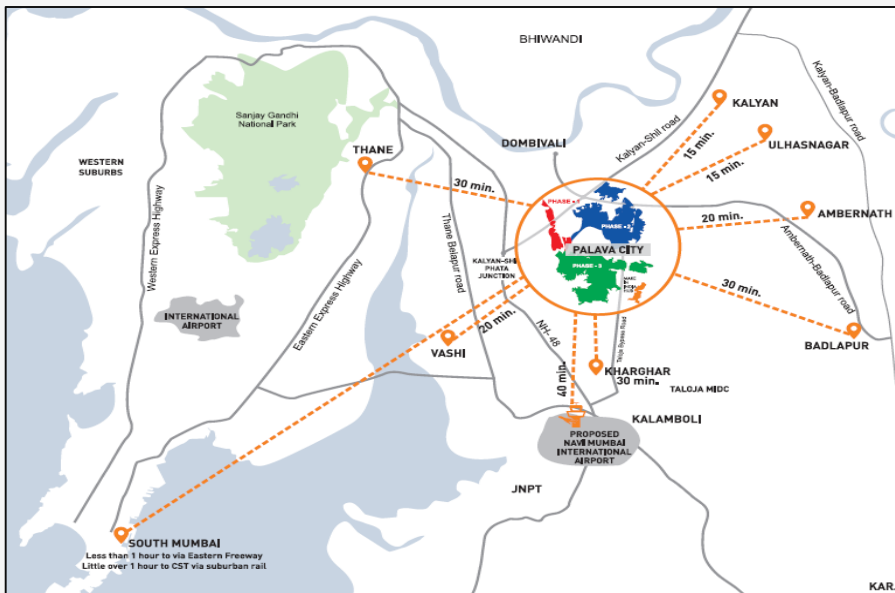 BHIWANDI
Kalyan-Badlapur road
KALYAN
Sanjay Gandhi
National Park
Kalyan-Shil road
ULHASNAGAR
DOMBIVALI
THANE
WESTERN
SUBURBS
15 min.
15 min.
30 min.
PHASE - 1
PHASE - 2
20 min.
AMBERNATH
PALAVA CITY
Western Express Highway
Thane Belapur road
KALYAN-SHIL
PHATA
JUNCTION
PHASE - 3
Ambernath-Badlapur road
30 min.
INTERNATIONAL
AIRPORT
Eastern Express Highway
20 min.
VASHI
NH-48
Taloja Bypass Road
BADLAPUR
KHARGHAR
30 min.
40 min.
TALOJA MIDC
KALAMBOLI
PROPOSED
NAVI MUMBAI
INTERNATIONAL
AIRPORT
JNPT
SOUTH MUMBAI
Less than 1 hour to via Eastern Freeway
Little over 1 hour to CST via suburban rail